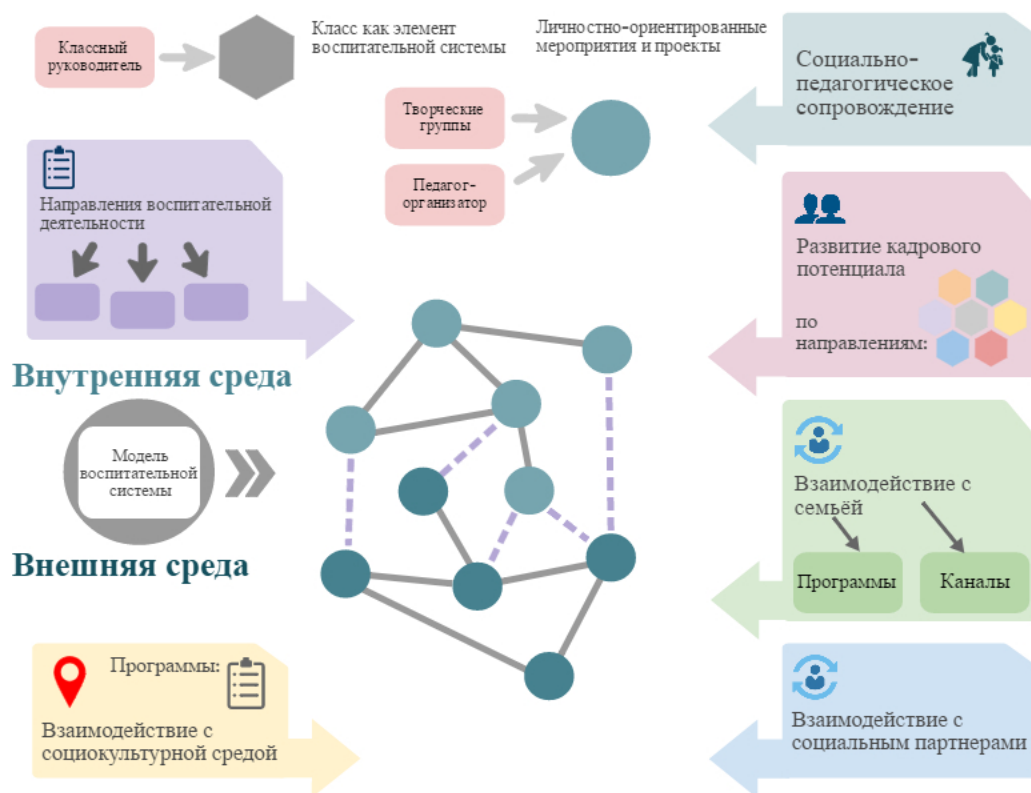 Классный
руководитель
Класс как элемент
воспитательной системы
Личностно-ориентированные
мероприятия и проекты
Творческие
группы
Педагог-
организатор
Социально-
педагогическое
сопровождение
Направления воспитательной
деятельности
Развитие кадрового
потенциала
по
направлениям:
Внутренняя среда
Модель
воспитательной
системы
Внешняя среда
Взаимодействие с
семьёй
Программы
Каналы
Программы:
Взаимодействие с
социокультурной средой
Взаимодействие с
социальным партнерами